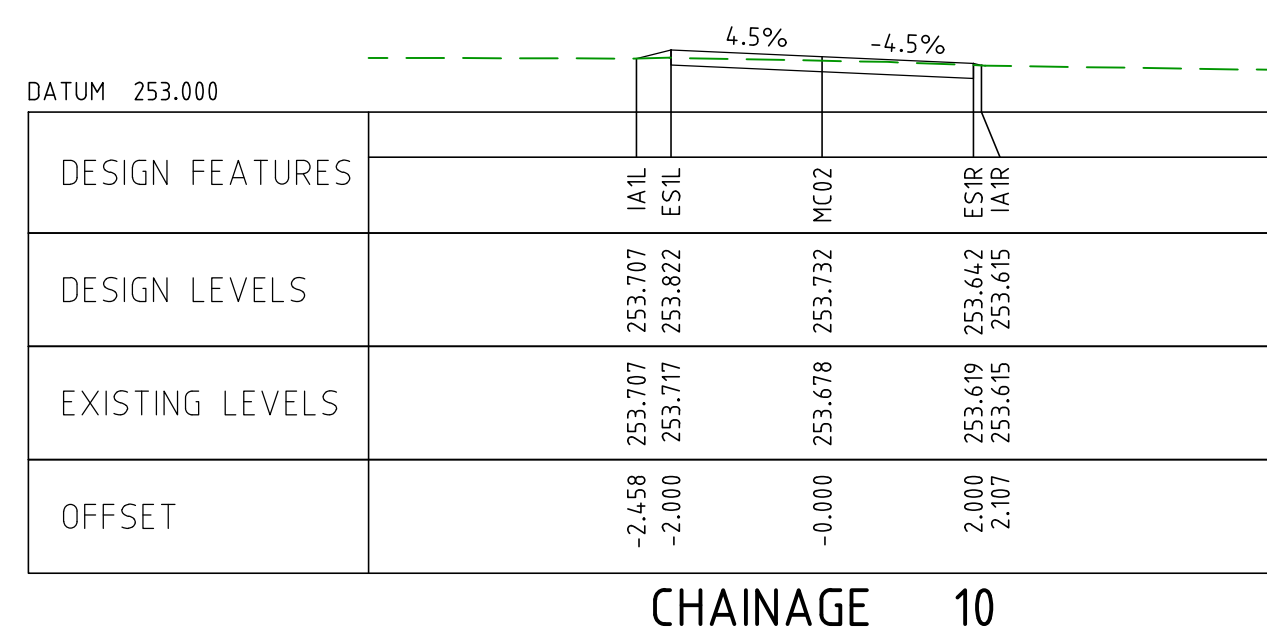 4.5% -4.5%
DATUM 253.000
DESIGN FEATURES IA1L ES1L MC02 ES1R IA1R
DESIGN LEVELS 253.707 253.822 253.732 253.642 253.615
EXISTING LEVELS 253.707 253.717 253.678 253.619 253.615
OFFSET -2.458 -2.000 -0.000 2.000 2.107
CHAINAGE 10